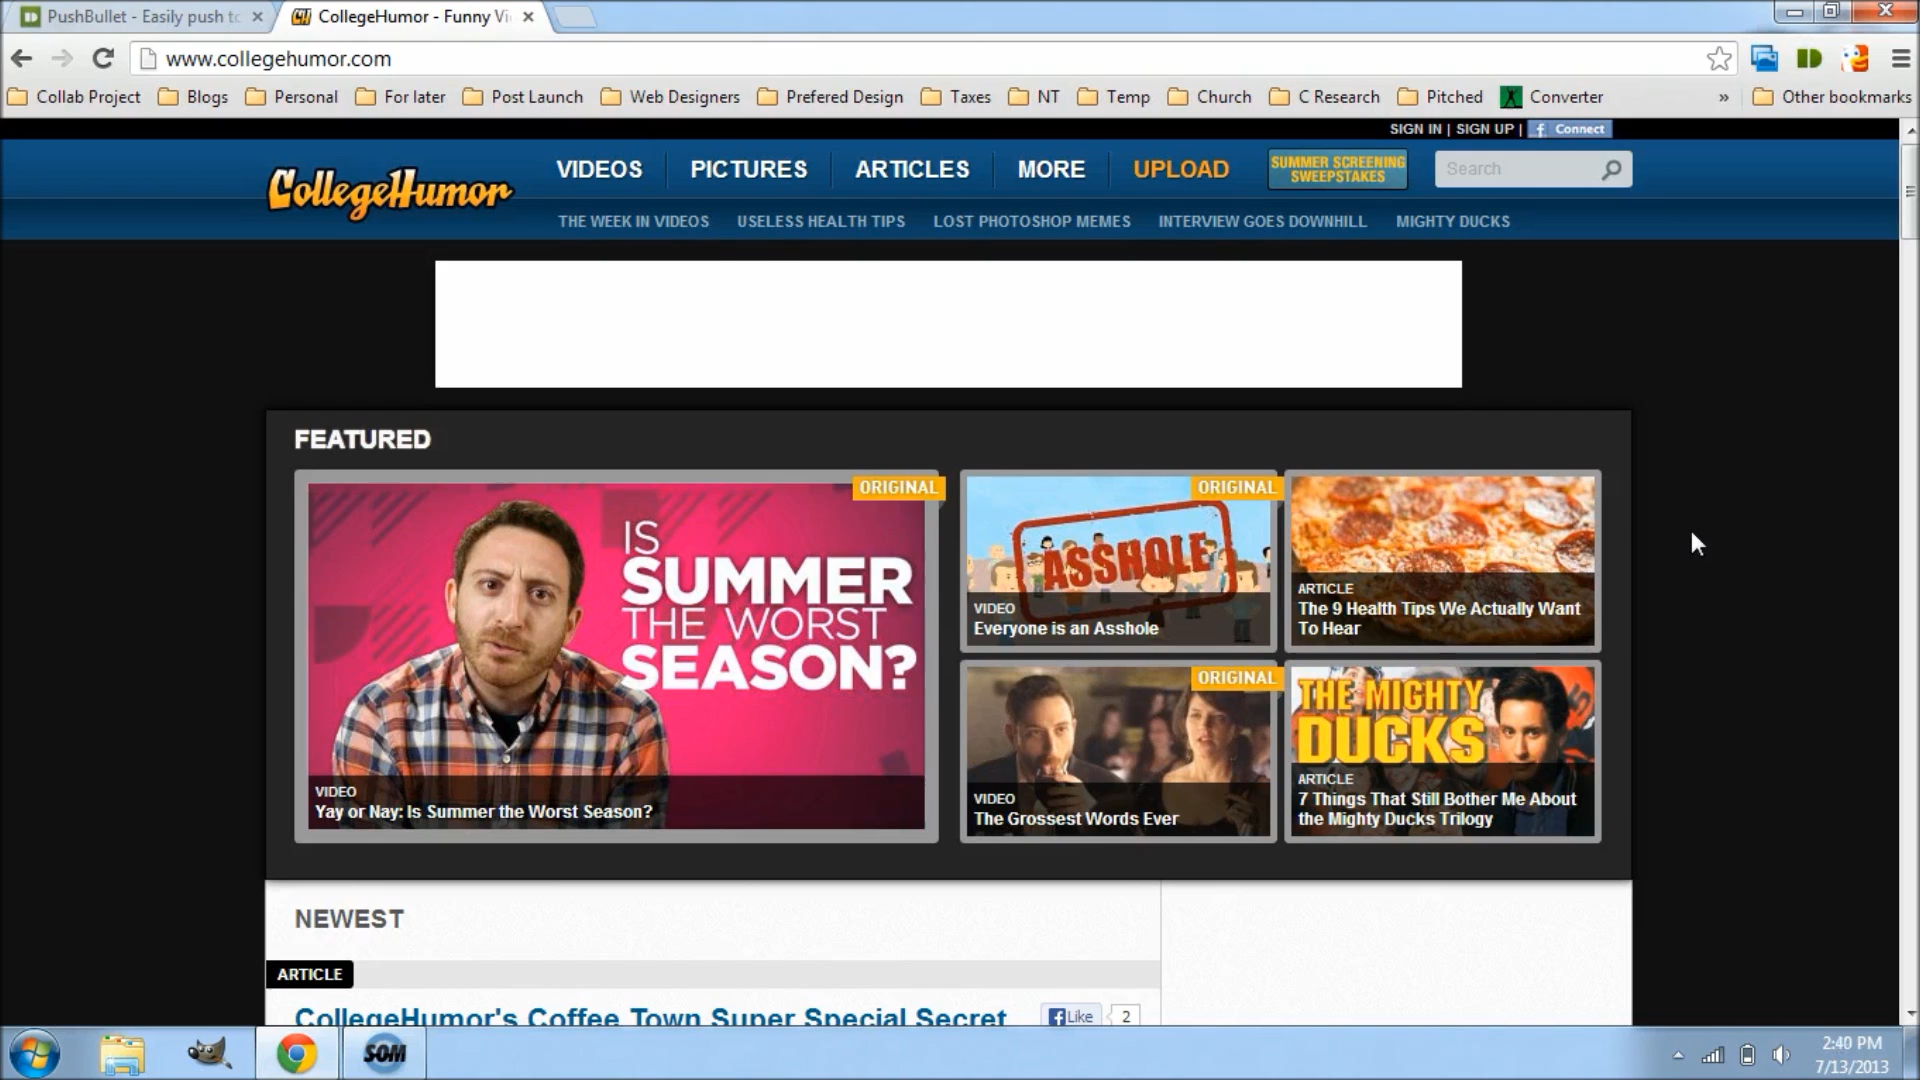 PushBullet - Easily push to
CollegeHumor - Funny Vi
www.collegehumor.com
Collab Project
Blogs
Personal
For later
Post Launch
Web Designers
Prefered Design
Taxes
NT
Temp
Church
C Research
Pitched
Converter
»
Other bookmarks
SIGN IN | SIGN UP |
f Connect
CollegeHumor
VIDEOS
PICTURES
ARTICLES
MORE
UPLOAD
SUMMER SCREENING
SWEEPSTAKES
Search
THE WEEK IN VIDEOS
USELESS HEALTH TIPS
LOST PHOTOSHOP MEMES
INTERVIEW GOES DOWNHILL
MIGHTY DUCKS
FEATURED
ORIGINAL
IS
SUMMER
THE WORST
SEASON?
VIDEO
Yay or Nay: Is Summer the Worst Season?
ORIGINAL
ASSHOLE
VIDEO
Everyone is an Asshole
ARTICLE
The 9 Health Tips We Actually Want
To Hear
ORIGINAL
VIDEO
The Grossest Words Ever
THE MIGHTY
DUCKS
ARTICLE
7 Things That Still Bother Me About
the Mighty Ducks Trilogy
NEWEST
ARTICLE
CollegeHumor's Coffee Town Super Special Secret
f Like
2
SOM
2:40 PM
7/13/2013